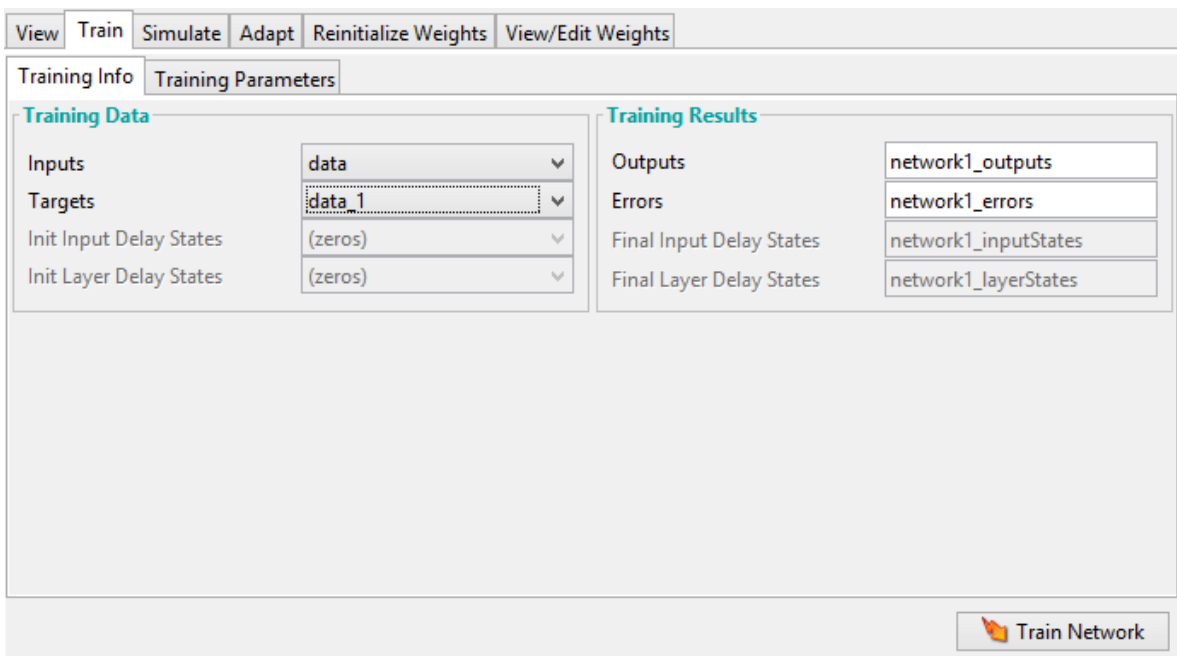 View Train Simulate Adapt Reinitialize Weights View/Edit Weights
Training Info Training Parameters
Training Data
Inputs data
Targets data_1
Init Input Delay States (zeros)
Init Layer Delay States (zeros)
Training Results
Outputs network1_outputs
Errors network1_errors
Final Input Delay States network1_inputStates
Final Layer Delay States network1_layerStates
Train Network